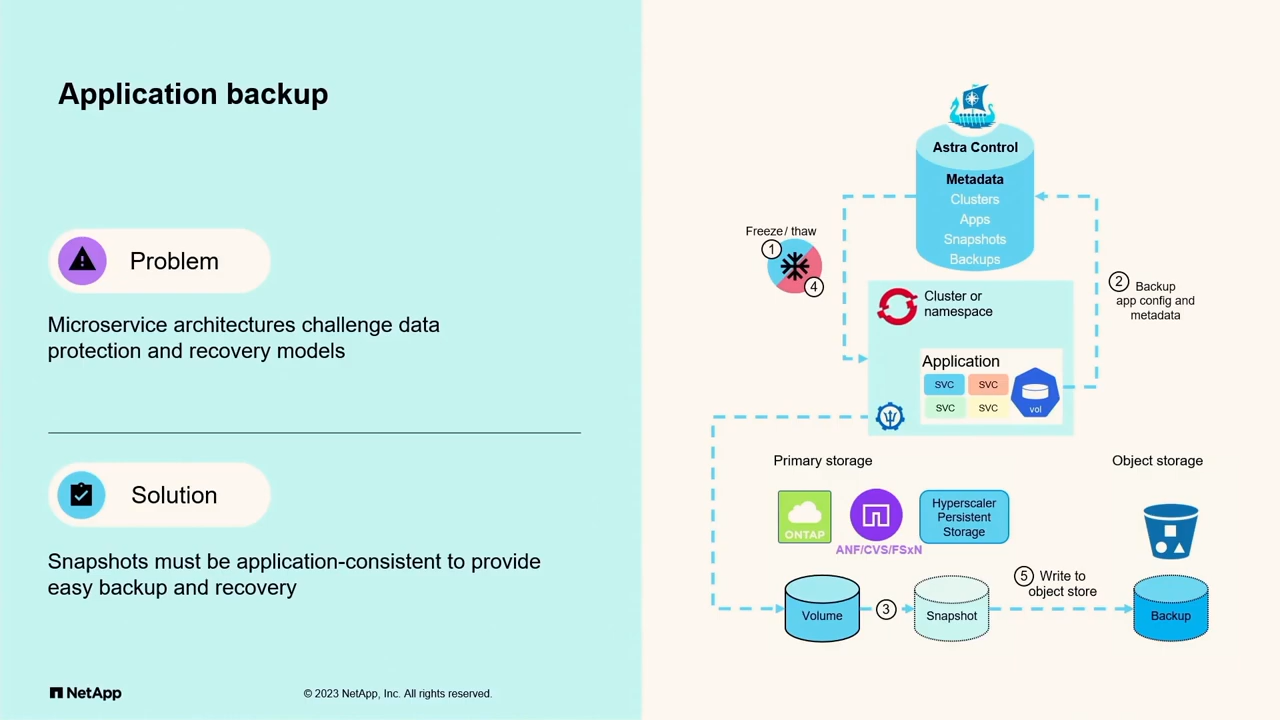 Application backup
Problem
Microservice architectures challenge data
protection and recovery models
Solution
Snapshots must be application-consistent to provide
easy backup and recovery
NetApp
© 2023 NetApp, Inc. All rights reserved.
Astra Control
Metadata
Clusters
Apps
Snapshots
Backups
Freeze / thaw
1
4
2 Backup
app config and
metadata
Cluster or
namespace
Application
SVC SVC
SVC SVC
vol
Primary storage
Object storage
ONTAP
ANF/CVS/FSxN
Hyperscaler
Persistent
Storage
5 Write to
object store
Volume
3
Snapshot
Backup